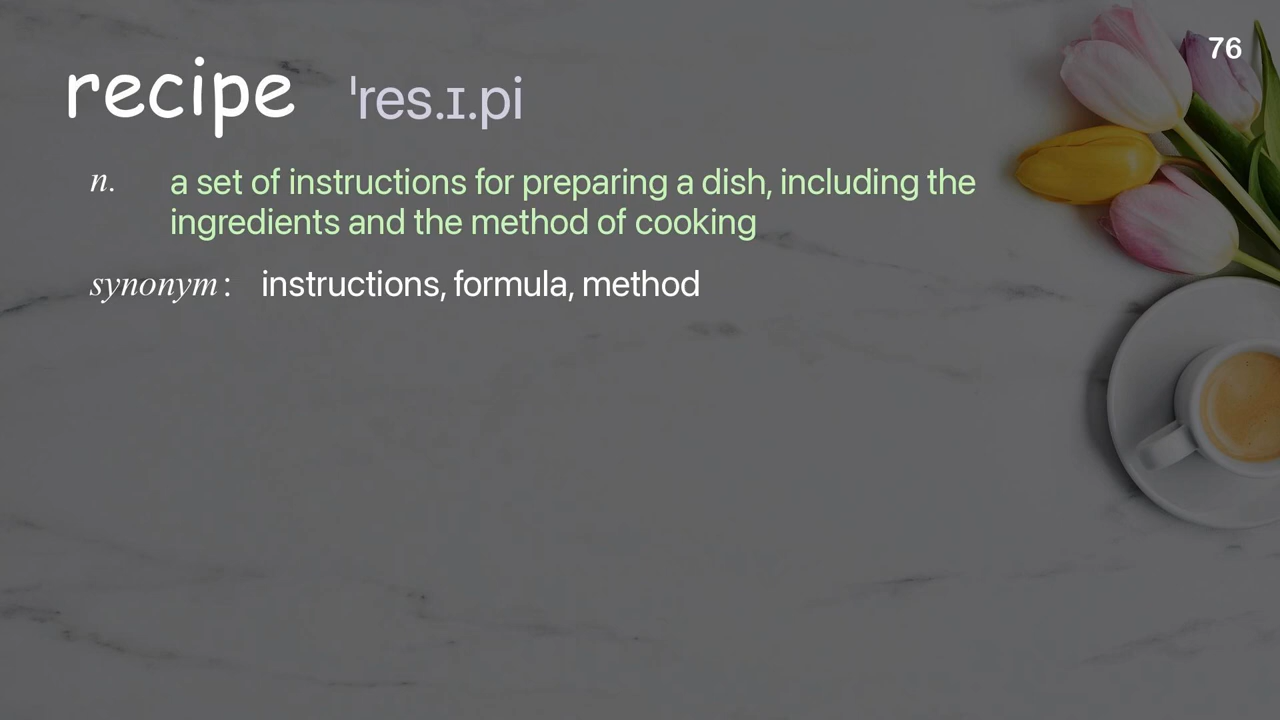 76
recipe ˈres.ɪ.pi
n. a set of instructions for preparing a dish, including the
ingredients and the method of cooking
synonym: instructions, formula, method